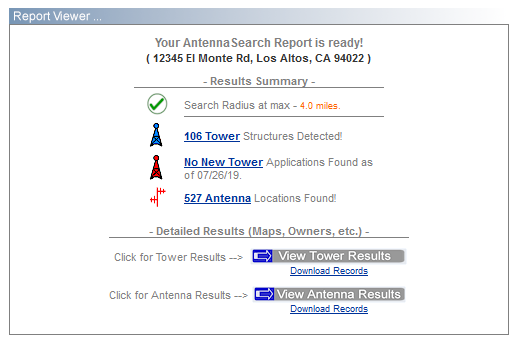 Report Viewer ...
Your AntennaSearch Report is ready!
( 12345 El Monte Rd, Los Altos, CA 94022 )
- Results Summary -
Search Radius at max - 4.0 miles.
106 Tower Structures Detected!
No New Tower Applications Found as
of 07/26/19.
527 Antenna Locations Found!
- Detailed Results (Maps, Owners, etc.) -
Click for Tower Results --> View Tower Results
Download Records
Click for Antenna Results --> View Antenna Results
Download Records